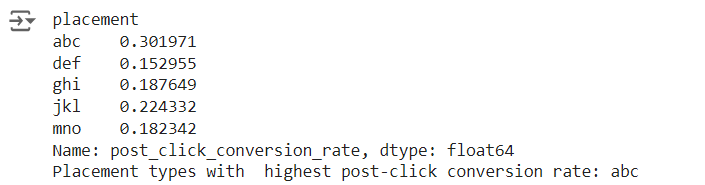 placement
abc    0.301971
def    0.152955
ghi    0.187649
jkl    0.224332
mno    0.182342
Name: post_click_conversion_rate, dtype: float64
Placement types with  highest post-click conversion rate: abc